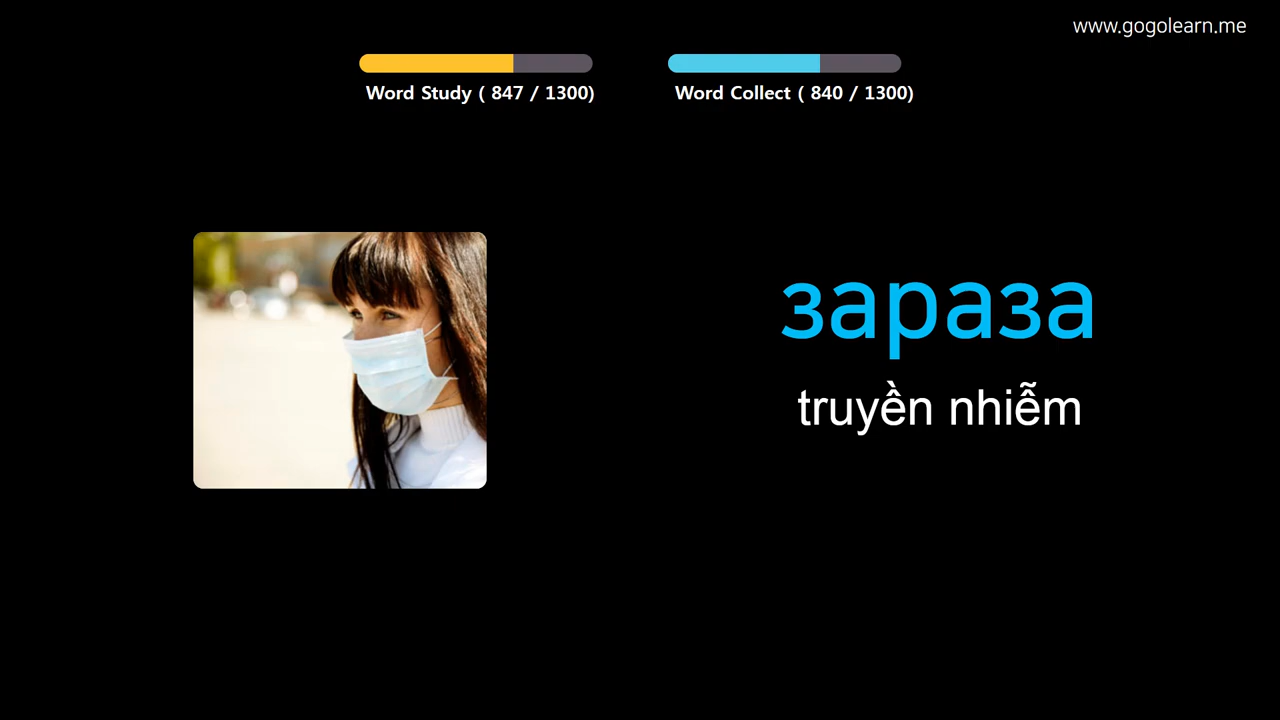 www.gogolearn.me
Word Study ( 847 / 1300)
Word Collect ( 840 / 1300)
зараза
truyền nhiễm